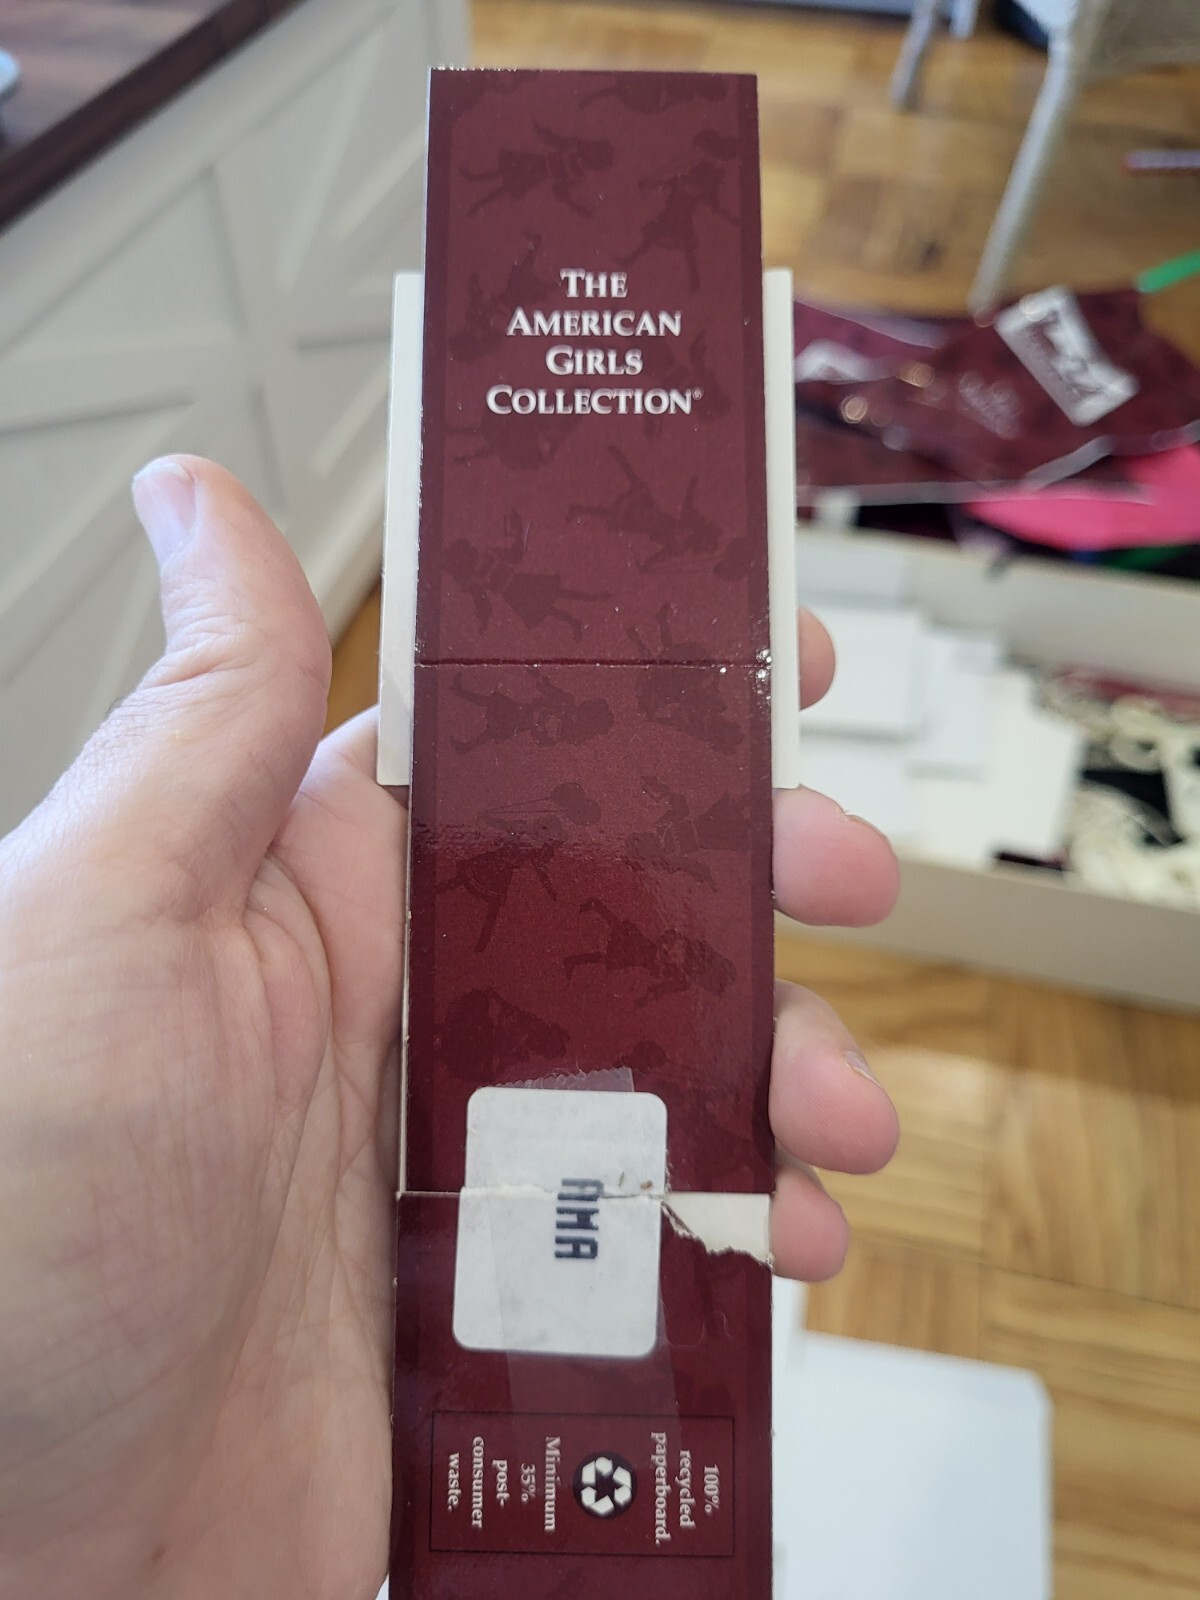 THE
AMERICAN
GIRLS
COLLECTION®
AMA
100%
recycled
paperboard.
Minimum
35%
post-
consumer
waste.